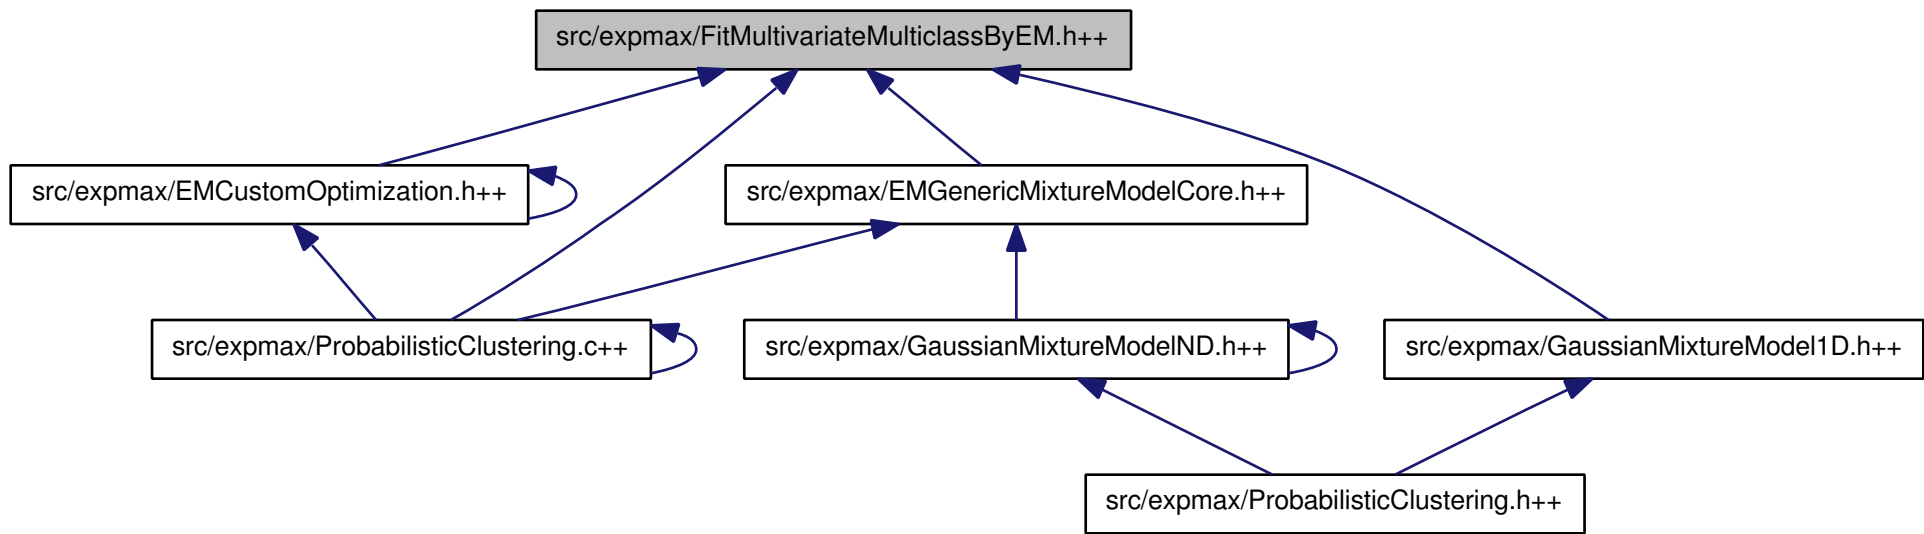 src/expmax/FitMultivariateMulticlassByEM.h++
src/expmax/EMCustomOptimization.h++
src/expmax/EMGenericMixtureModelCore.h++
src/expmax/ProbabilisticClustering.c++
src/expmax/GaussianMixtureModelND.h++
src/expmax/GaussianMixtureModel1D.h++
src/expmax/ProbabilisticClustering.h++